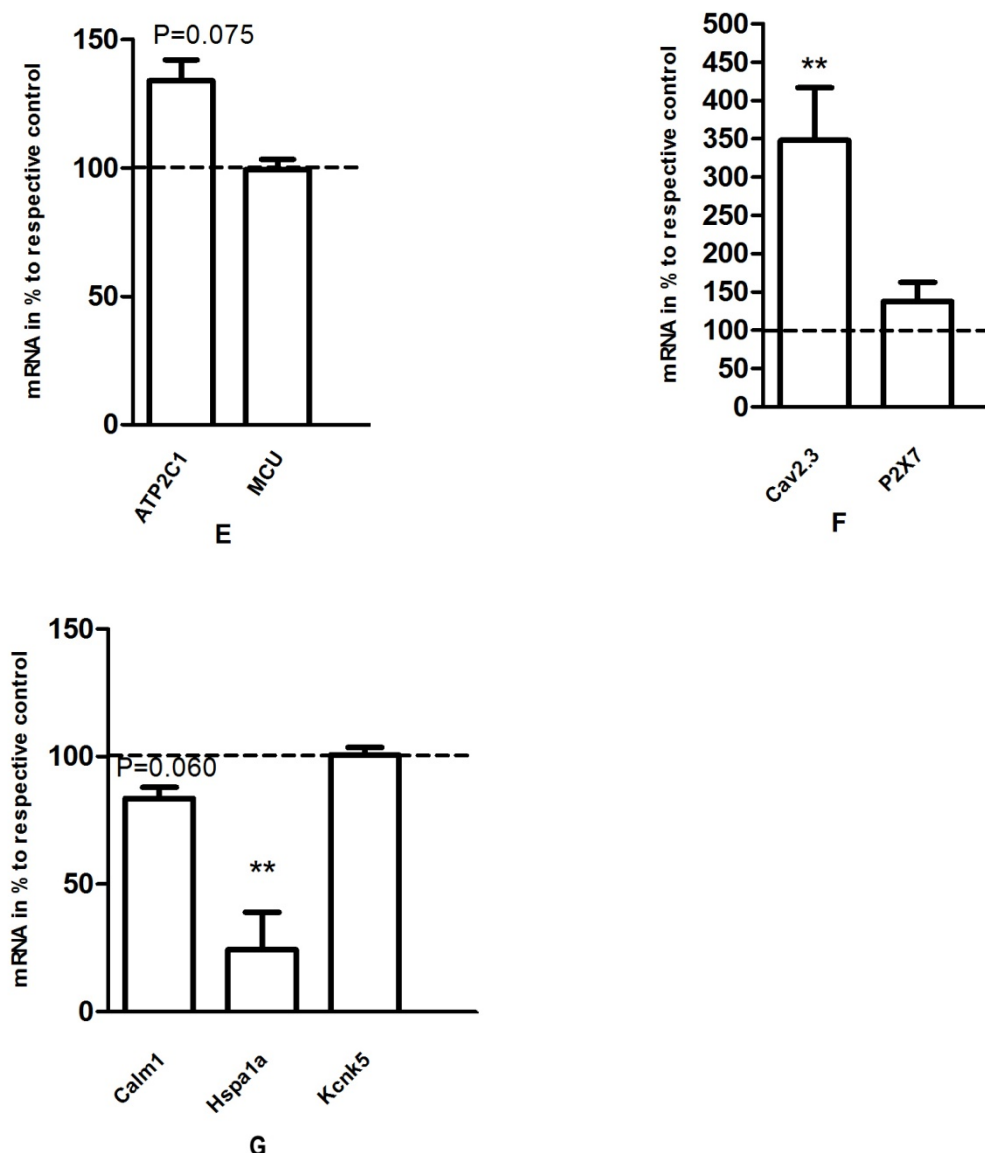 P=0.075
150
100
50
0
mRNA in % to respective control
ATP2C1
MCU
E
500
450
400
350
300
250
200
150
100
50
0
mRNA in % to respective control
**
Cav2.3
P2X7
F
150
100
50
0
mRNA in % to respective control
P=0.060
**
Calm1
Hspa1a
Kcnk5
G